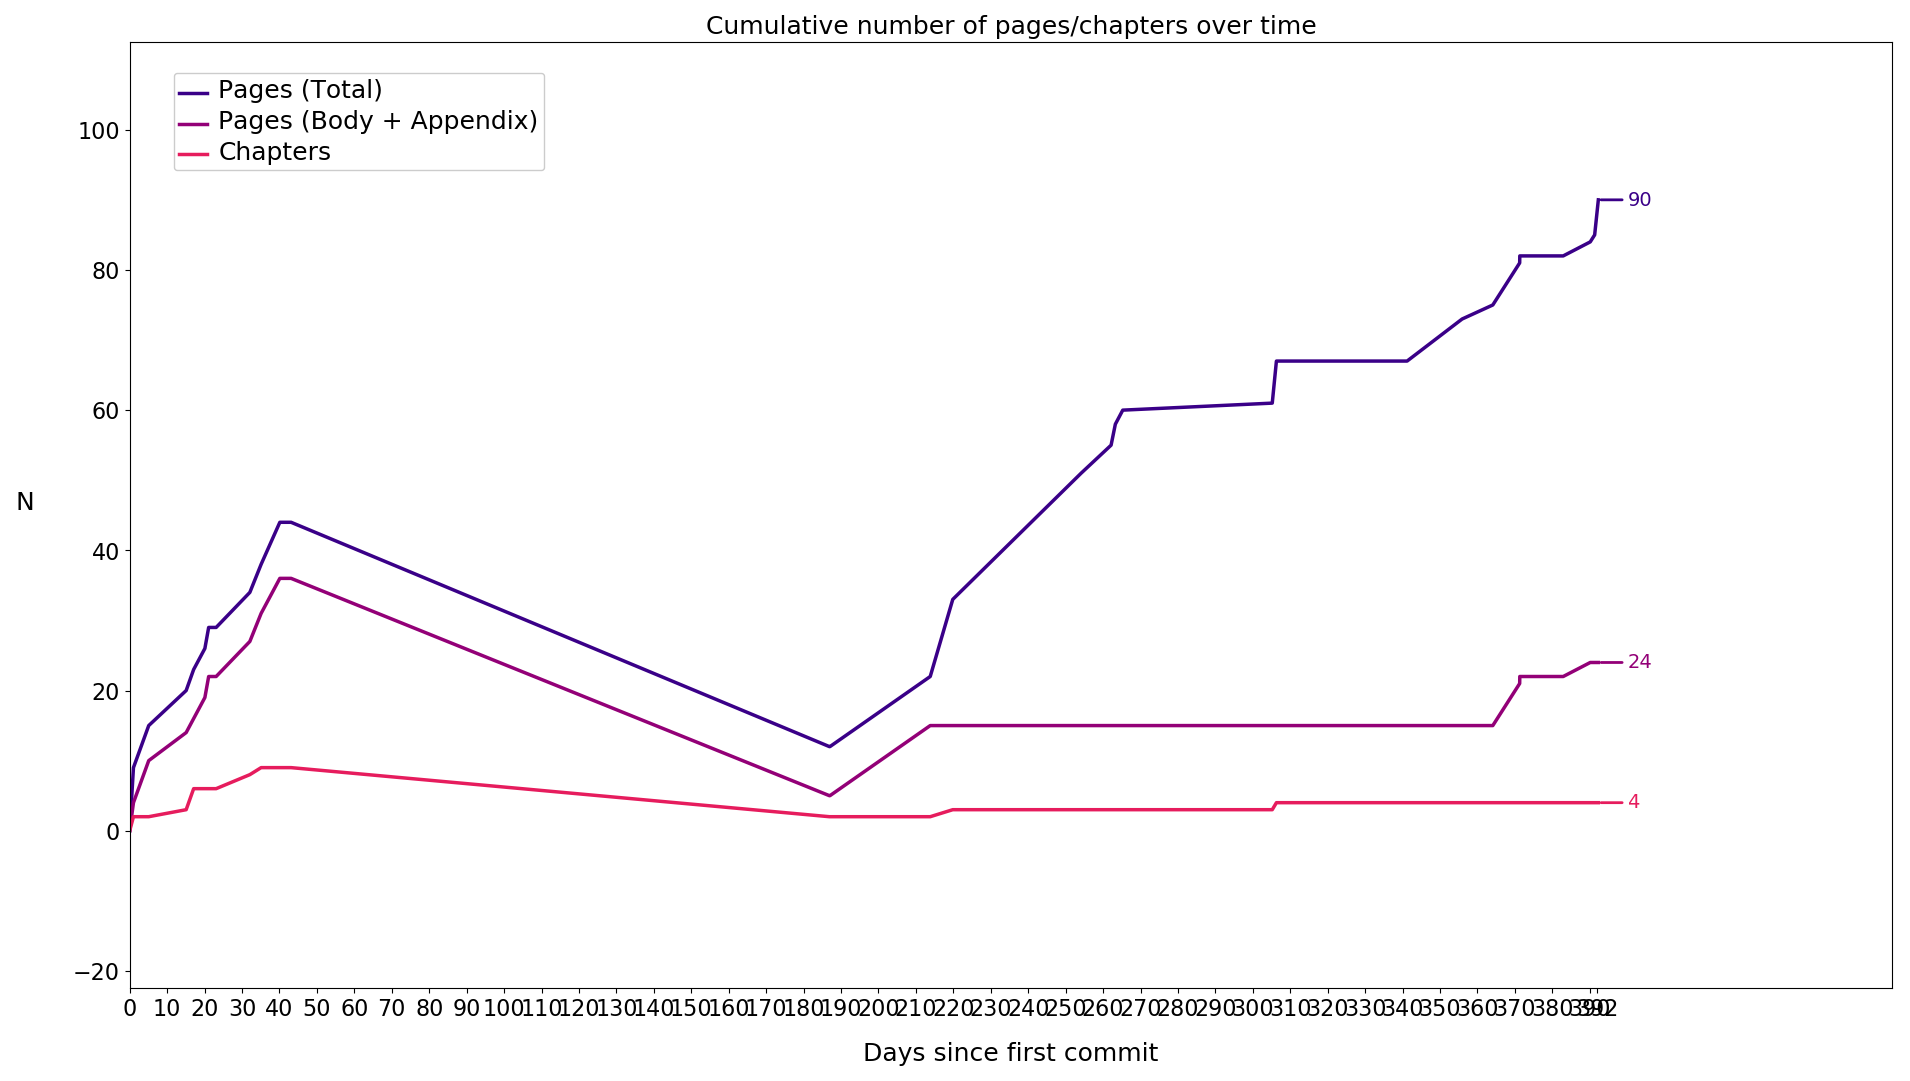 Cumulative number of pages/chapters over time
Pages (Total)
Pages (Body + Appendix)
Chapters
100
80
60
40
20
0
−20
N
90
24
4
0 10 20 30 40 50 60 70 80 90 100 110 120 130 140 150 160 170 180 190 200 210 220 230 240 250 260 270 280 290 300 310 320 330 340 350 360 370 380 390 392
Days since first commit